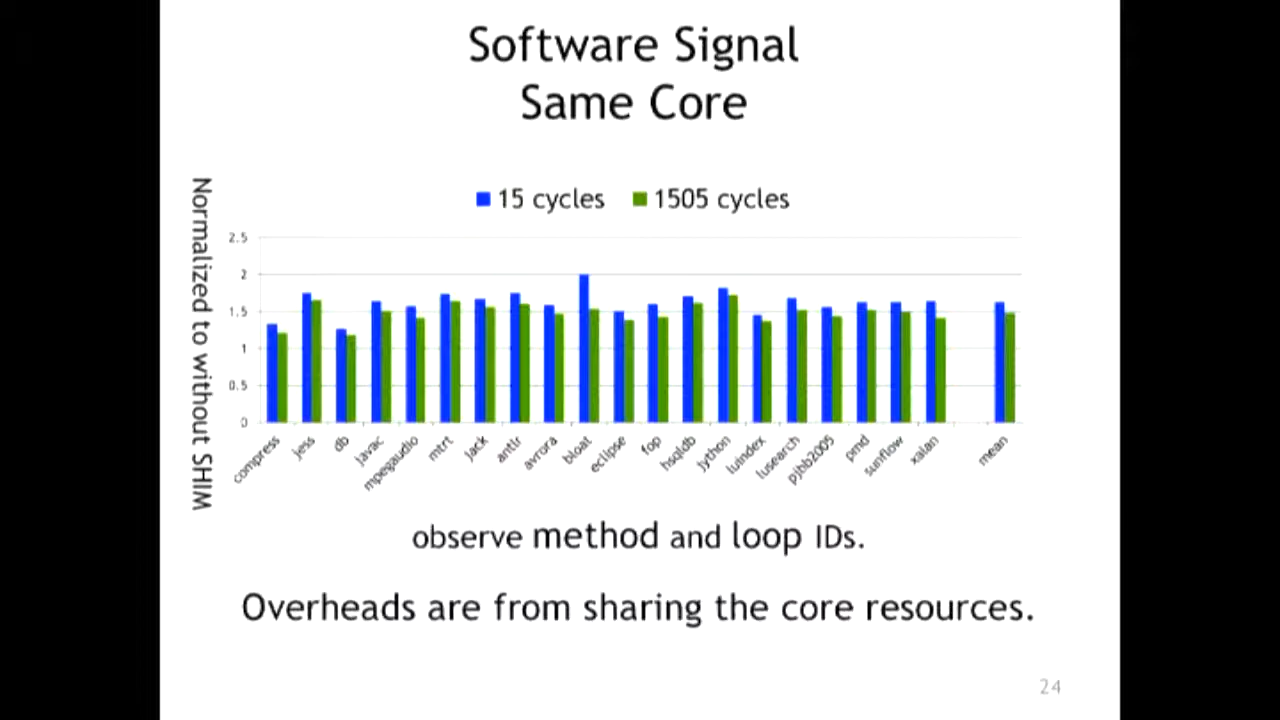 Software Signal
Same Core
15 cycles 1505 cycles
Normalized to without SHIM
2.5
2
1.5
1
0.5
0
compress jess db javac mpegaudio mtrt jack antlr avrora bloat eclipse fop hsqldb jython luindex lusearch pjbb2005 pmd sunflow xalan mean
observe method and loop IDs.
Overheads are from sharing the core resources.
24